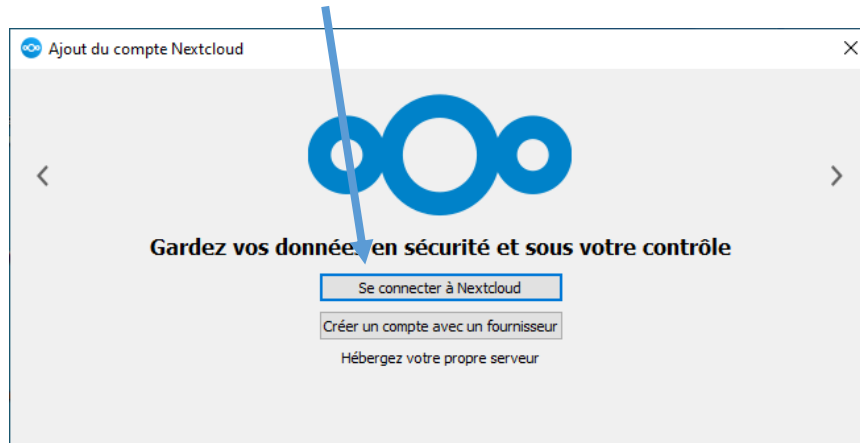 Ajout du compte Nextcloud
Gardez vos données en sécurité et sous votre contrôle
Se connecter à Nextcloud
Créer un compte avec un fournisseur
Hébergez votre propre serveur